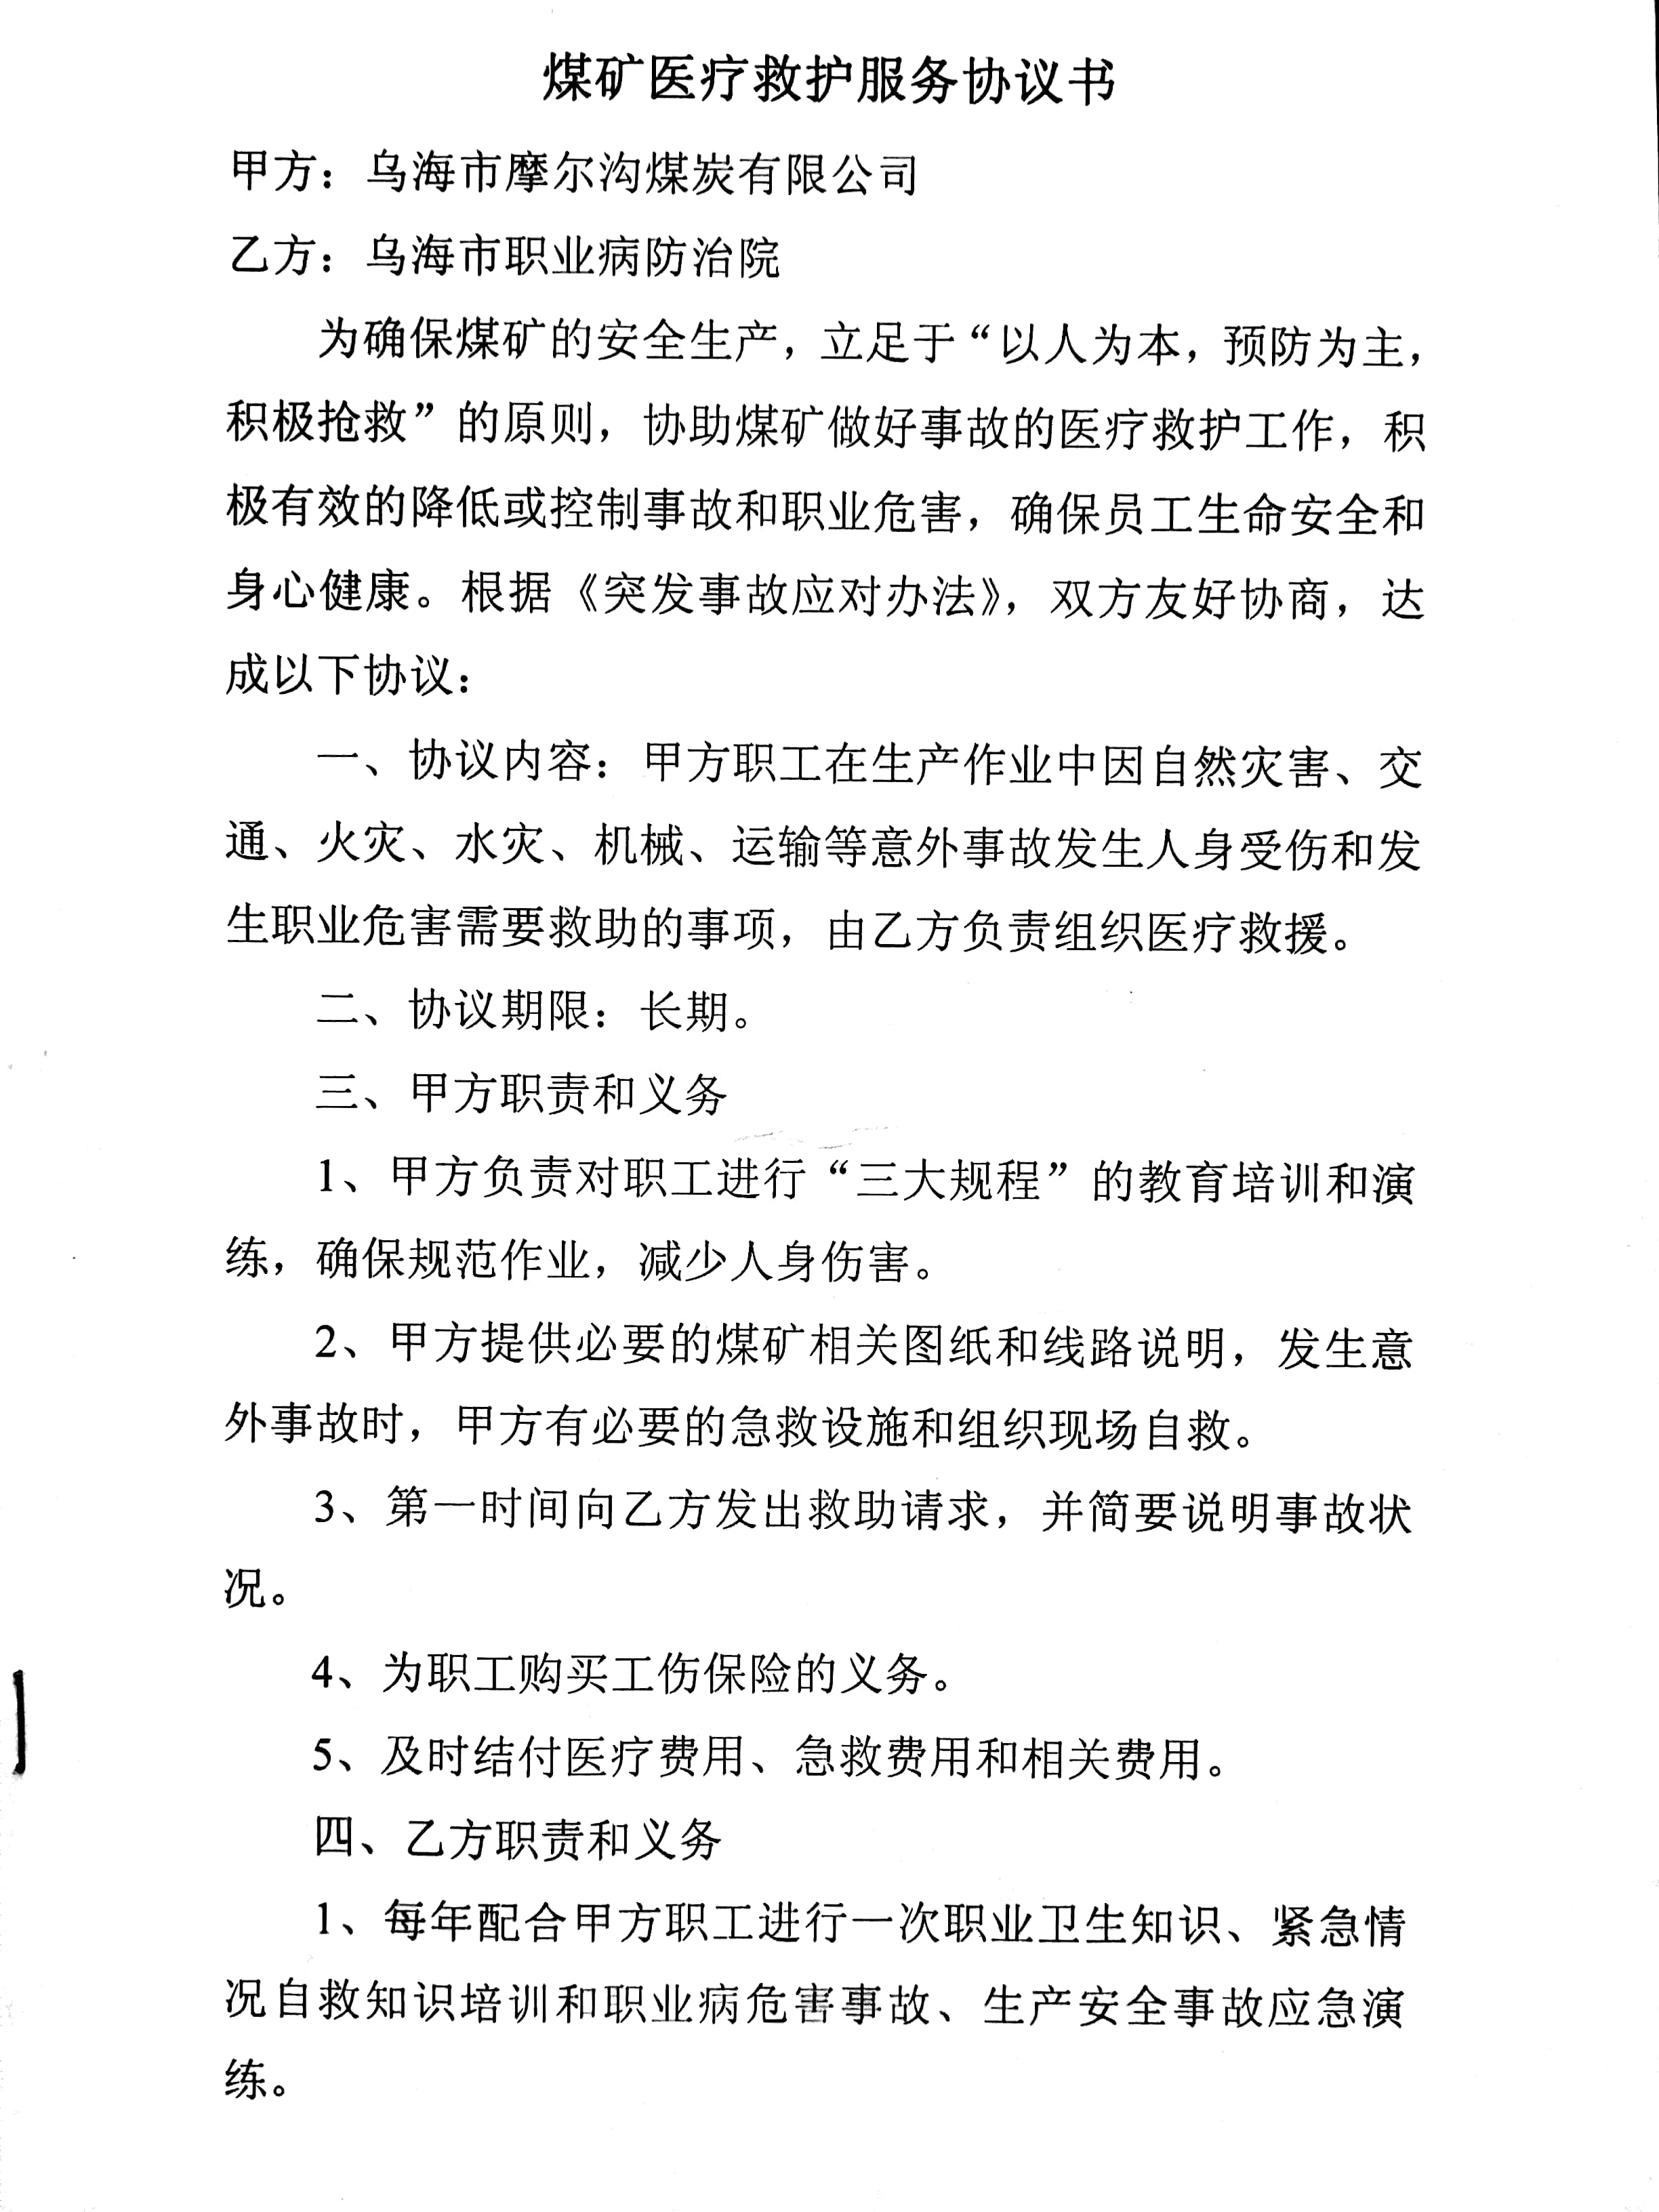 煤矿医疗救护服务协议书
甲方：乌海市摩尔沟煤炭有限公司
乙方：乌海市职业病防治院
为确保煤矿的安全生产，立足于“以人为本，预防为主，
积极抢救”的原则，协助煤矿做好事故的医疗救护工作，积
极有效的降低或控制事故和职业危害，确保员工生命安全和
身心健康。根据《突发事故应对办法》，双方友好协商，达
成以下协议：
一、协议内容：甲方职工在生产作业中因自然灾害、交
通、火灾、水灾、机械、运输等意外事故发生人身受伤和发
生职业危害需要救助的事项，由乙方负责组织医疗救援。
二、协议期限：长期。
三、甲方职责和义务
1、甲方负责对职工进行“三大规程”的教育培训和演
练，确保规范作业，减少人身伤害。
2、甲方提供必要的煤矿相关图纸和线路说明，发生意
外事故时，甲方有必要的急救设施和组织现场自救。
3、第一时间向乙方发出救助请求，并简要说明事故状
况。
4、为职工购买工伤保险的义务。
5、及时结付医疗费用、急救费用和相关费用。
四、乙方职责和义务
1、每年配合甲方职工进行一次职业卫生知识、紧急情
况自救知识培训和职业病危害事故、生产安全事故应急演
练。